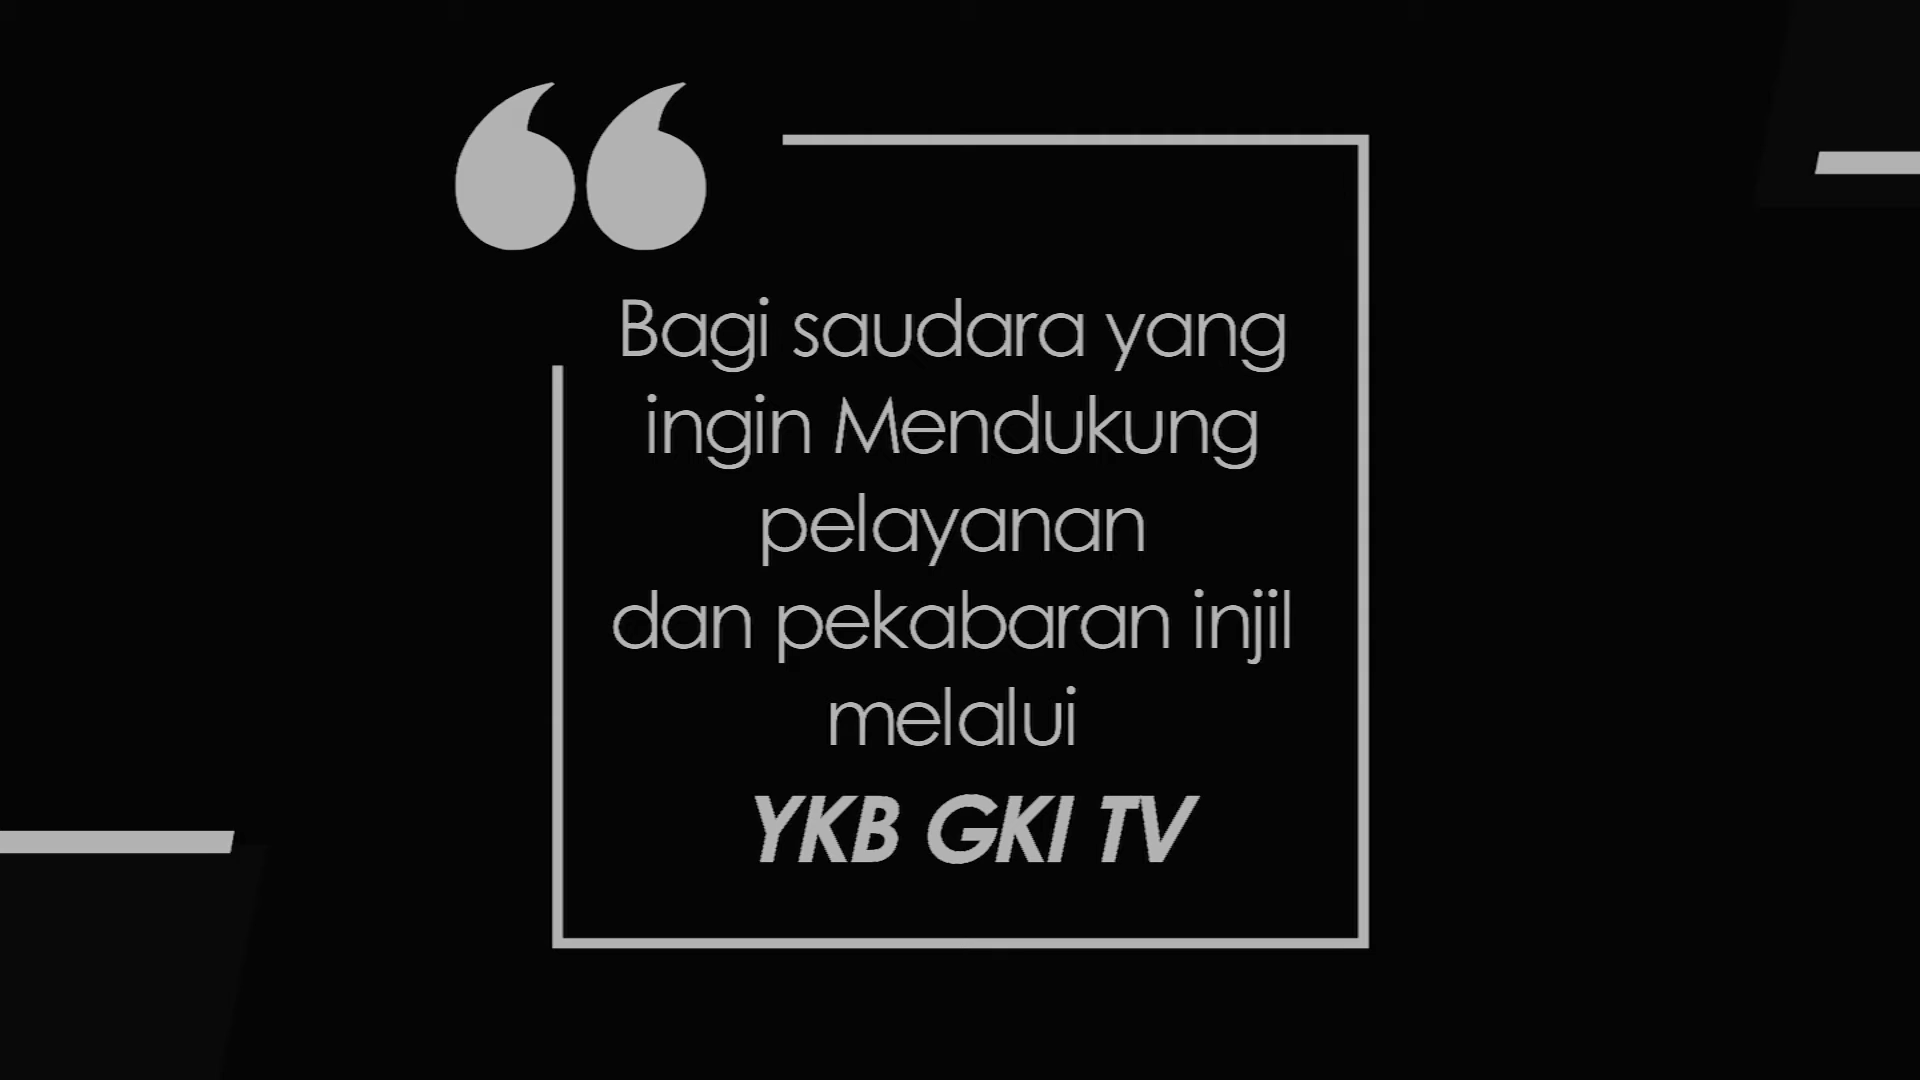 Bagi saudara yang
ingin Mendukung
pelayanan
dan pekabaran injil
melalui
YKB GKI TV